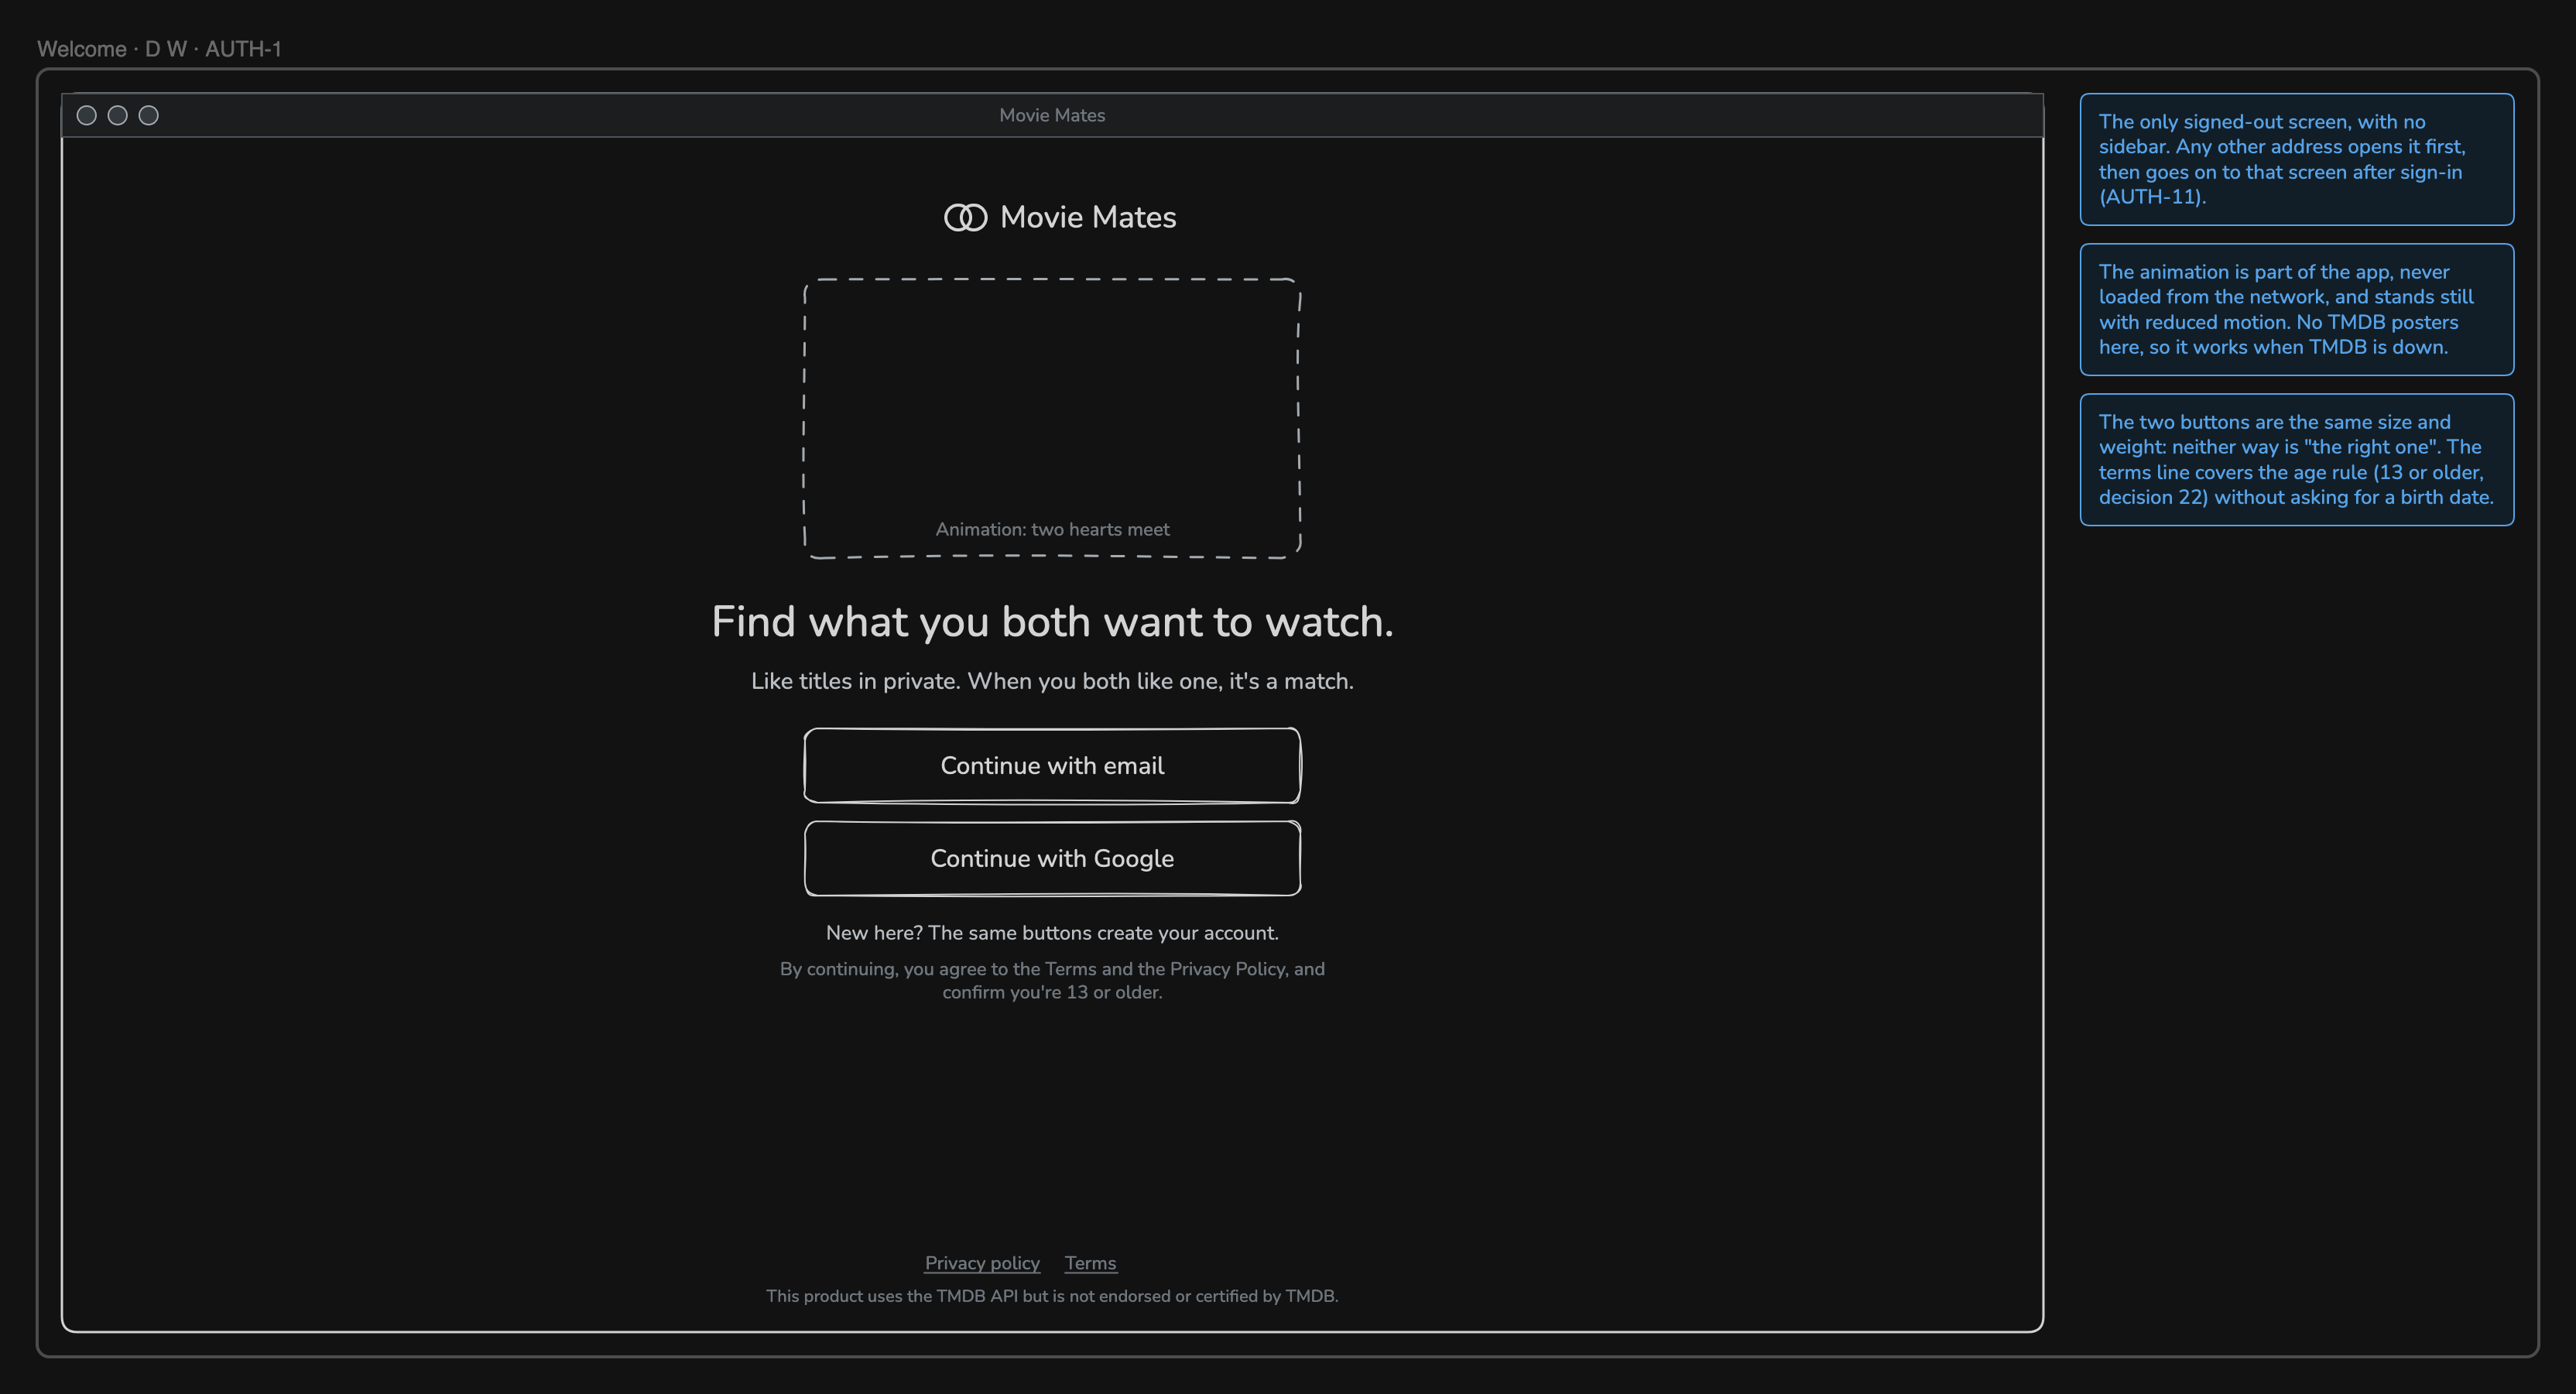 Welcome · D W · AUTH-1
Movie Mates
Movie Mates
Animation: two hearts meet
Find what you both want to watch.
Like titles in private. When you both like one, it's a match.
Continue with email
Continue with Google
New here? The same buttons create your account.
By continuing, you agree to the Terms and the Privacy Policy, and
confirm you're 13 or older.
Privacy policy Terms
This product uses the TMDB API but is not endorsed or certified by TMDB.
The only signed-out screen, with no
sidebar. Any other address opens it first,
then goes on to that screen after sign-in
(AUTH-11).
The animation is part of the app, never
loaded from the network, and stands still
with reduced motion. No TMDB posters
here, so it works when TMDB is down.
The two buttons are the same size and
weight: neither way is "the right one". The
terms line covers the age rule (13 or older,
decision 22) without asking for a birth date.